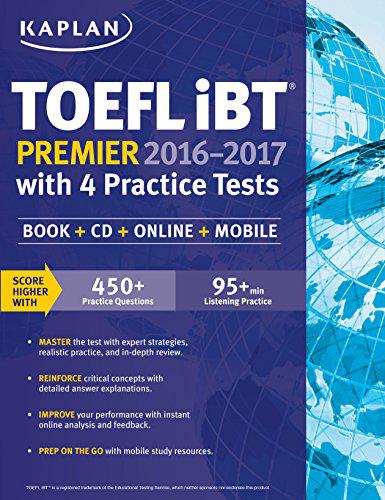 KAPLAN
TOEFL iBT®
PREMIER 2016–2017
with 4 Practice Tests
BOOK + CD + ONLINE + MOBILE
SCORE
HIGHER
WITH
450+
Practice Questions
95+min
Listening Practice
• MASTER the test with expert strategies,
realistic practice, and in-depth review.
• REINFORCE critical concepts with
detailed answer explanations.
• IMPROVE your performance with instant
online analysis and feedback.
• PREP ON THE GO with mobile study resources.
TOEFL iBT® is a registered trademark of the Educational Testing Service, which neither sponsors nor endorses this product.